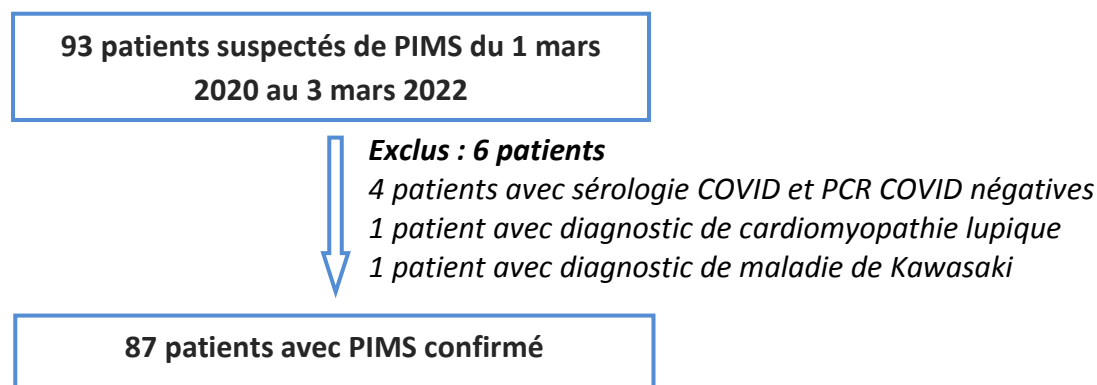 93 patients suspectés de PIMS du 1 mars
2020 au 3 mars 2022
Exclus : 6 patients
4 patients avec sérologie COVID et PCR COVID négatives
1 patient avec diagnostic de cardiomyopathie lupique
1 patient avec diagnostic de maladie de Kawasaki
87 patients avec PIMS confirmé